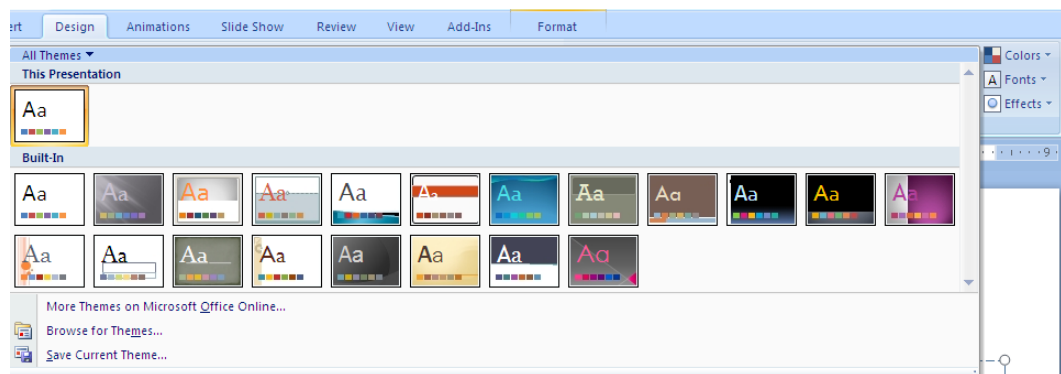 ert Design Animations Slide Show Review View Add-Ins Format
All Themes
This Presentation
Aa
Built-In
Aa Aa Aa Aa Aa Aa Aa Aa Aa Aa Aa Aa
Aa Aa Aa Aa Aa Aa Aa Aa
More Themes on Microsoft Office Online...
Browse for Themes...
Save Current Theme...
Colors
A Fonts
Effects
9